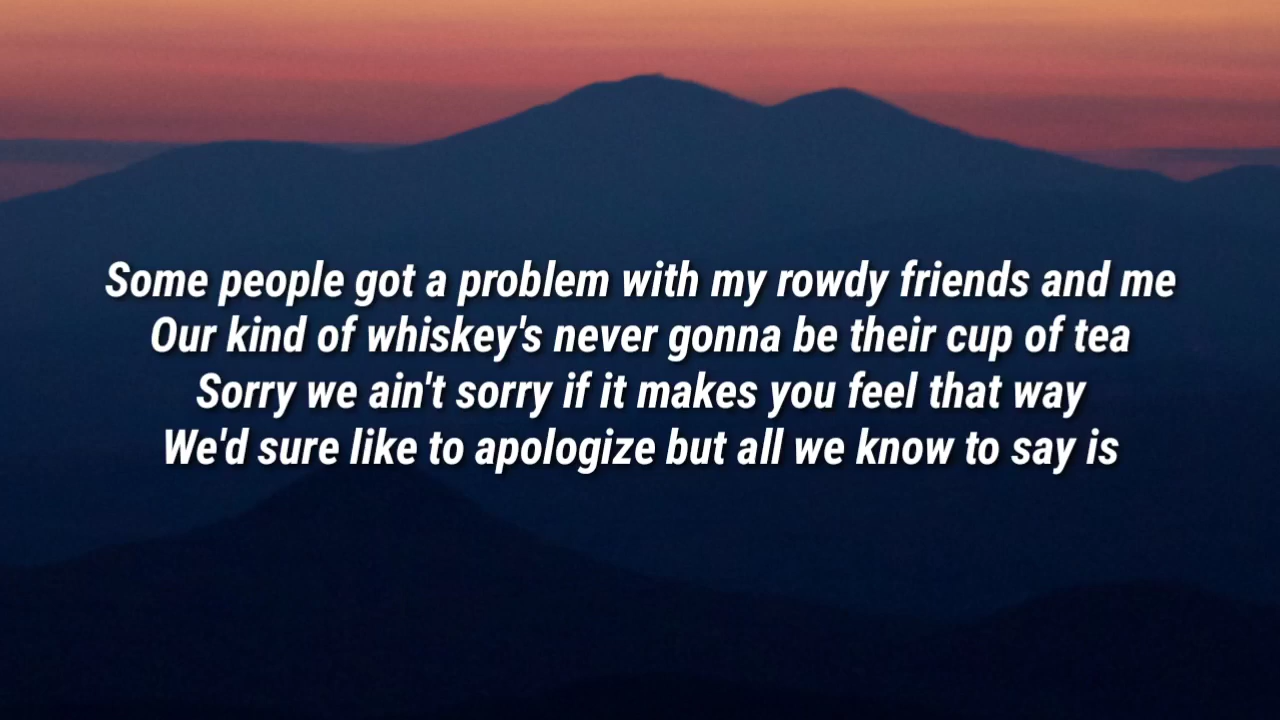 Some people got a problem with my rowdy friends and me
Our kind of whiskey's never gonna be their cup of tea
Sorry we ain't sorry if it makes you feel that way
We'd sure like to apologize but all we know to say is